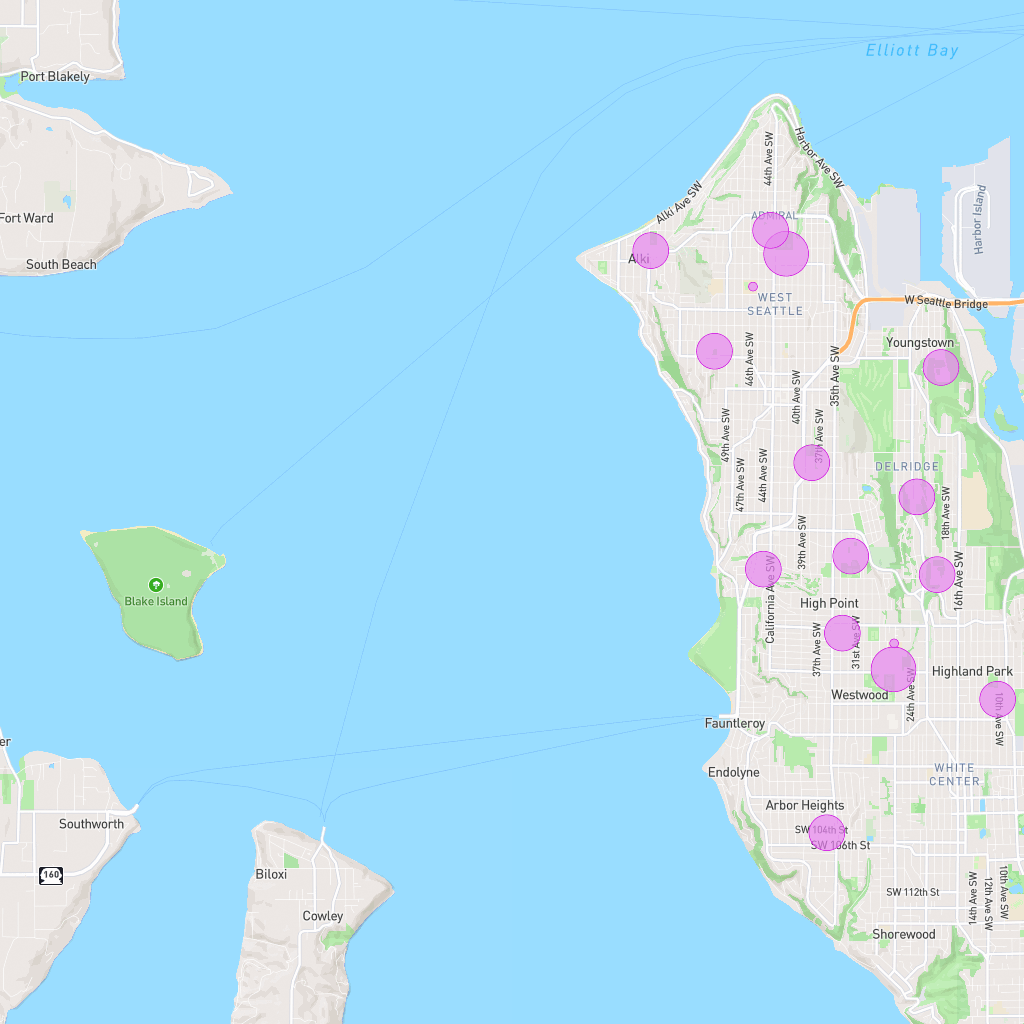 Elliott Bay
Port Blakely
44th Ave SW
Harbor Ave SW
Alki Ave SW
Harbor Island
Fort Ward
ADMIRAL
Alki
South Beach
WEST
SEATTLE
W Seattle Bridge
Youngstown
46th Ave SW
35th Ave SW
40th Ave SW
49th Ave SW
37th Ave SW
DELRIDGE
47th Ave SW
44th Ave SW
18th Ave SW
39th Ave SW
16th Ave SW
Blake Island
California Ave SW
High Point
37th Ave SW
31st Ave SW
Highland Park
Westwood
24th Ave SW
10th Ave SW
Fauntleroy
er
Endolyne
WHITE
CENTER
Arbor Heights
Southworth
SW 104th St
SW 106th St
160
Biloxi
SW 112th St
14th Ave SW
12th Ave SW
10th Ave SW
Cowley
Shorewood